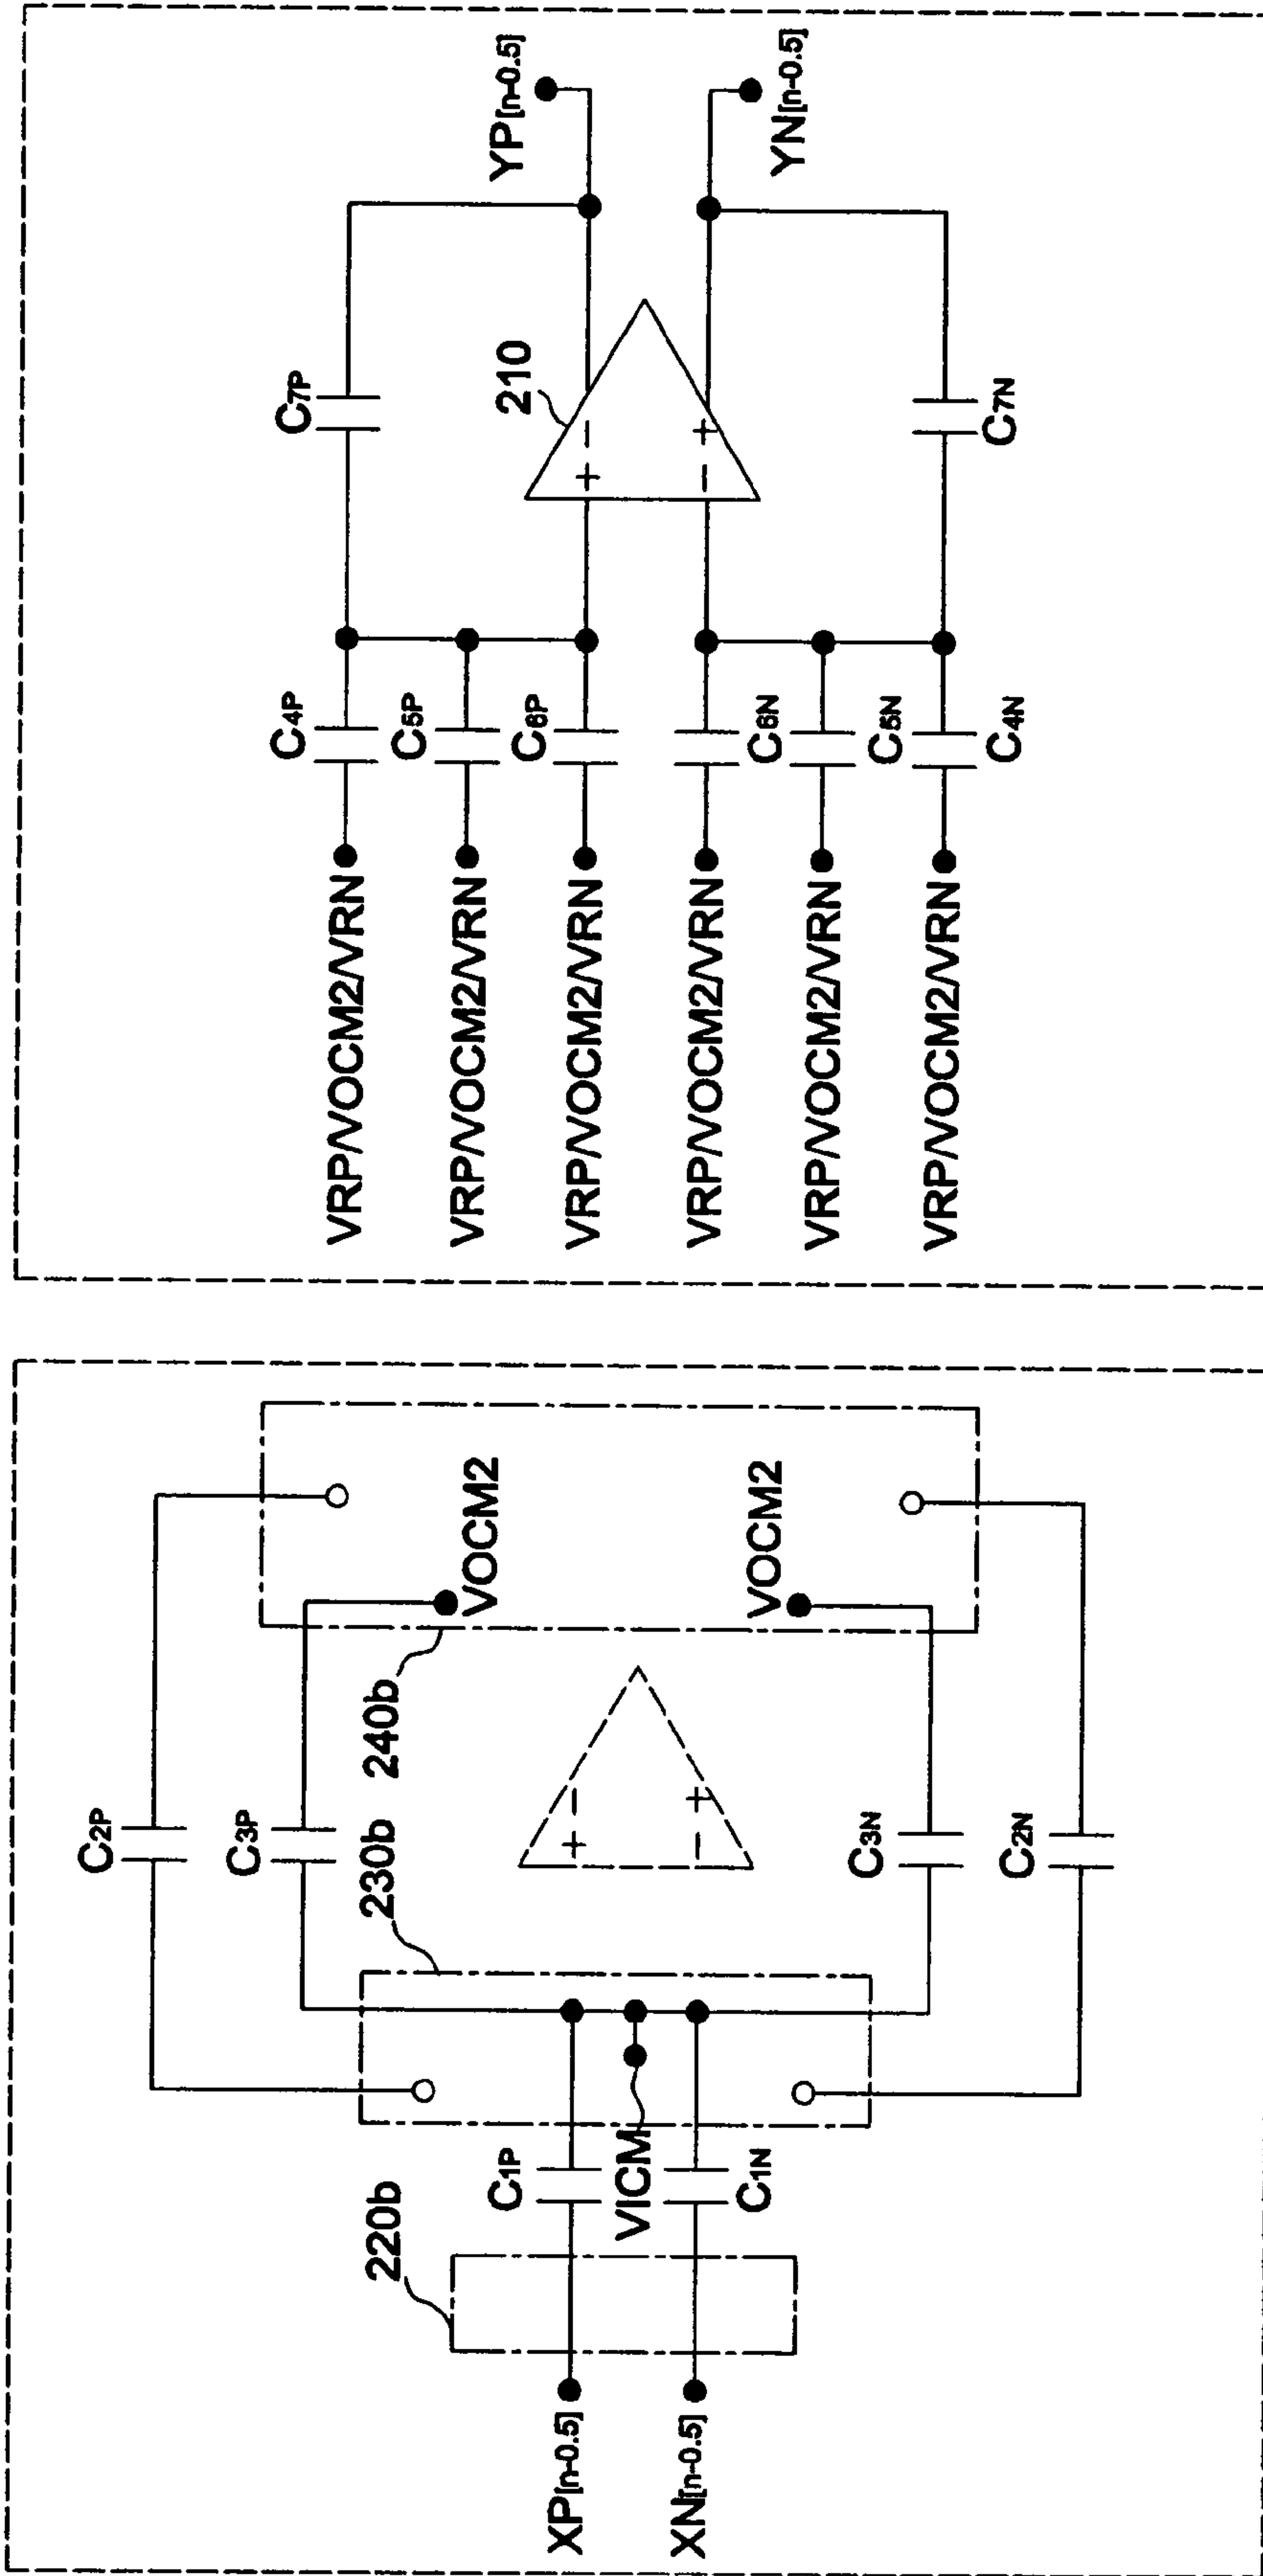 C2P
C3P
230b
240b
VOCM2
220b
C1P
XP[n-0.5]
+ −
VICM
XN[n-0.5]
C1N
− +
VOCM2
C3N
C2N
C7P
C4P
VRP/VOCM2/VRN
C5P
VRP/VOCM2/VRN
210
YP[n-0.5]
C6P
VRP/VOCM2/VRN
+ −
− +
VRP/VOCM2/VRN
C6N
YN[n-0.5]
VRP/VOCM2/VRN
C5N
VRP/VOCM2/VRN
C4N
C7N